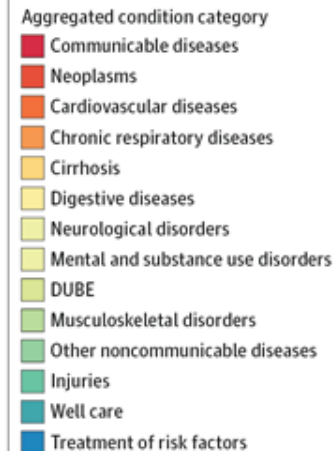 Aggregated condition category
Communicable diseases
Neoplasms
Cardiovascular diseases
Chronic respiratory diseases
Cirrhosis
Digestive diseases
Neurological disorders
Mental and substance use disorders
DUBE
Musculoskeletal disorders
Other noncommunicable diseases
Injuries
Well care
Treatment of risk factors